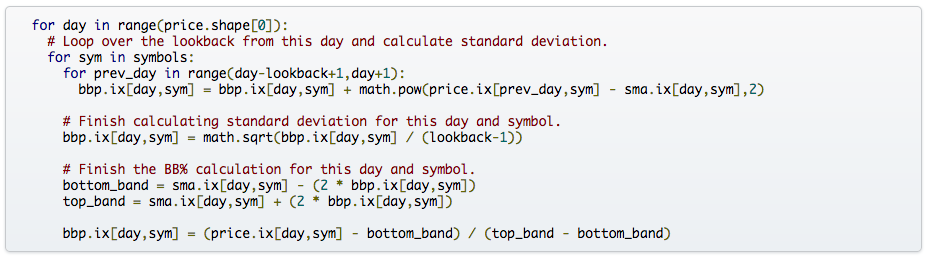 for day in range(price.shape[0]):
# Loop over the lookback from this day and calculate standard deviation.
for sym in symbols:
for prev_day in range(day-lookback+1,day+1):
bbp.ix[day,sym] = bbp.ix[day,sym] + math.pow(price.ix[prev_day,sym] - sma.ix[day,sym],2)
# Finish calculating standard deviation for this day and symbol.
bbp.ix[day,sym] = math.sqrt(bbp.ix[day,sym] / (lookback-1))
# Finish the BB% calculation for this day and symbol.
bottom_band = sma.ix[day,sym] - (2 * bbp.ix[day,sym])
top_band = sma.ix[day,sym] + (2 * bbp.ix[day,sym])
bbp.ix[day,sym] = (price.ix[day,sym] - bottom_band) / (top_band - bottom_band)